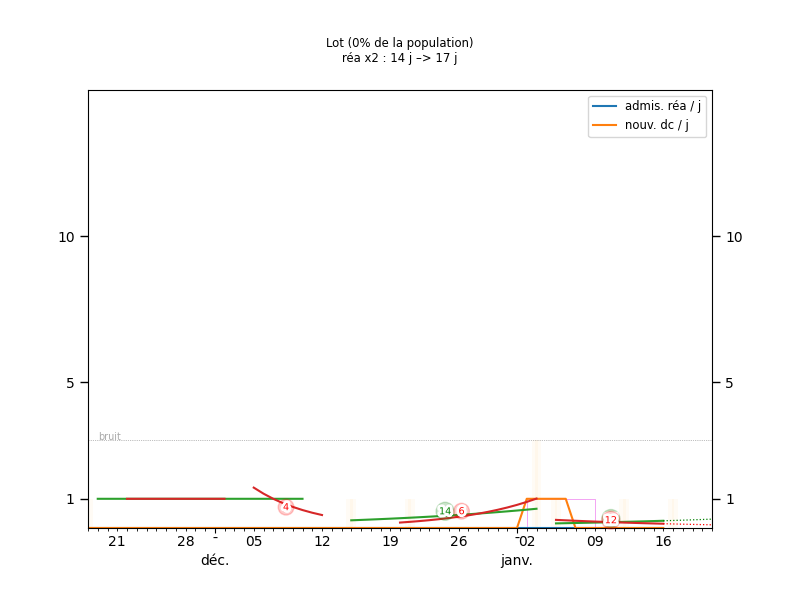 Lot (0% de la population)
réa x2 : 14 j –> 17 j
admis. réa / j
nouv. dc / j
10
10
5
5
bruit
1
1
4
14
6
12
21
28
05
12
19
26
02
09
16
déc.
janv.